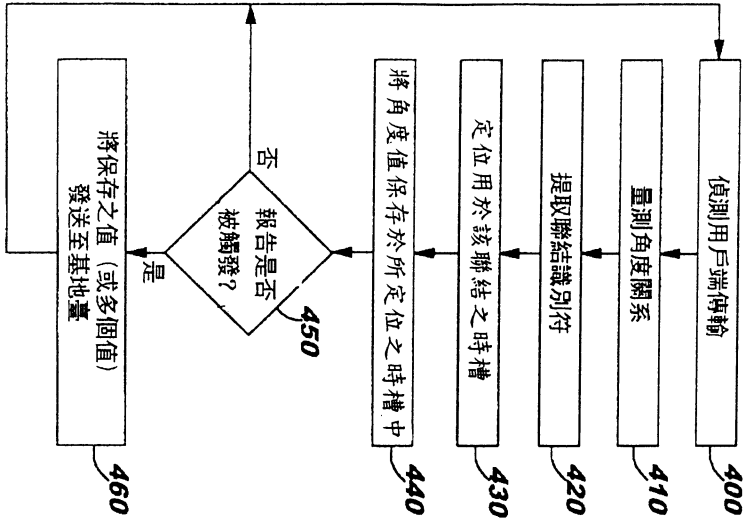 偵測用戶端傳輸
400
量測角度關系
410
提取聯結識別符
420
定位用於該聯結之時槽
430
將角度值保存於所定位之時槽中
440
報告是否
被觸發?
450
否
是
將保存之值 (或多個值)
發送至基地臺
460